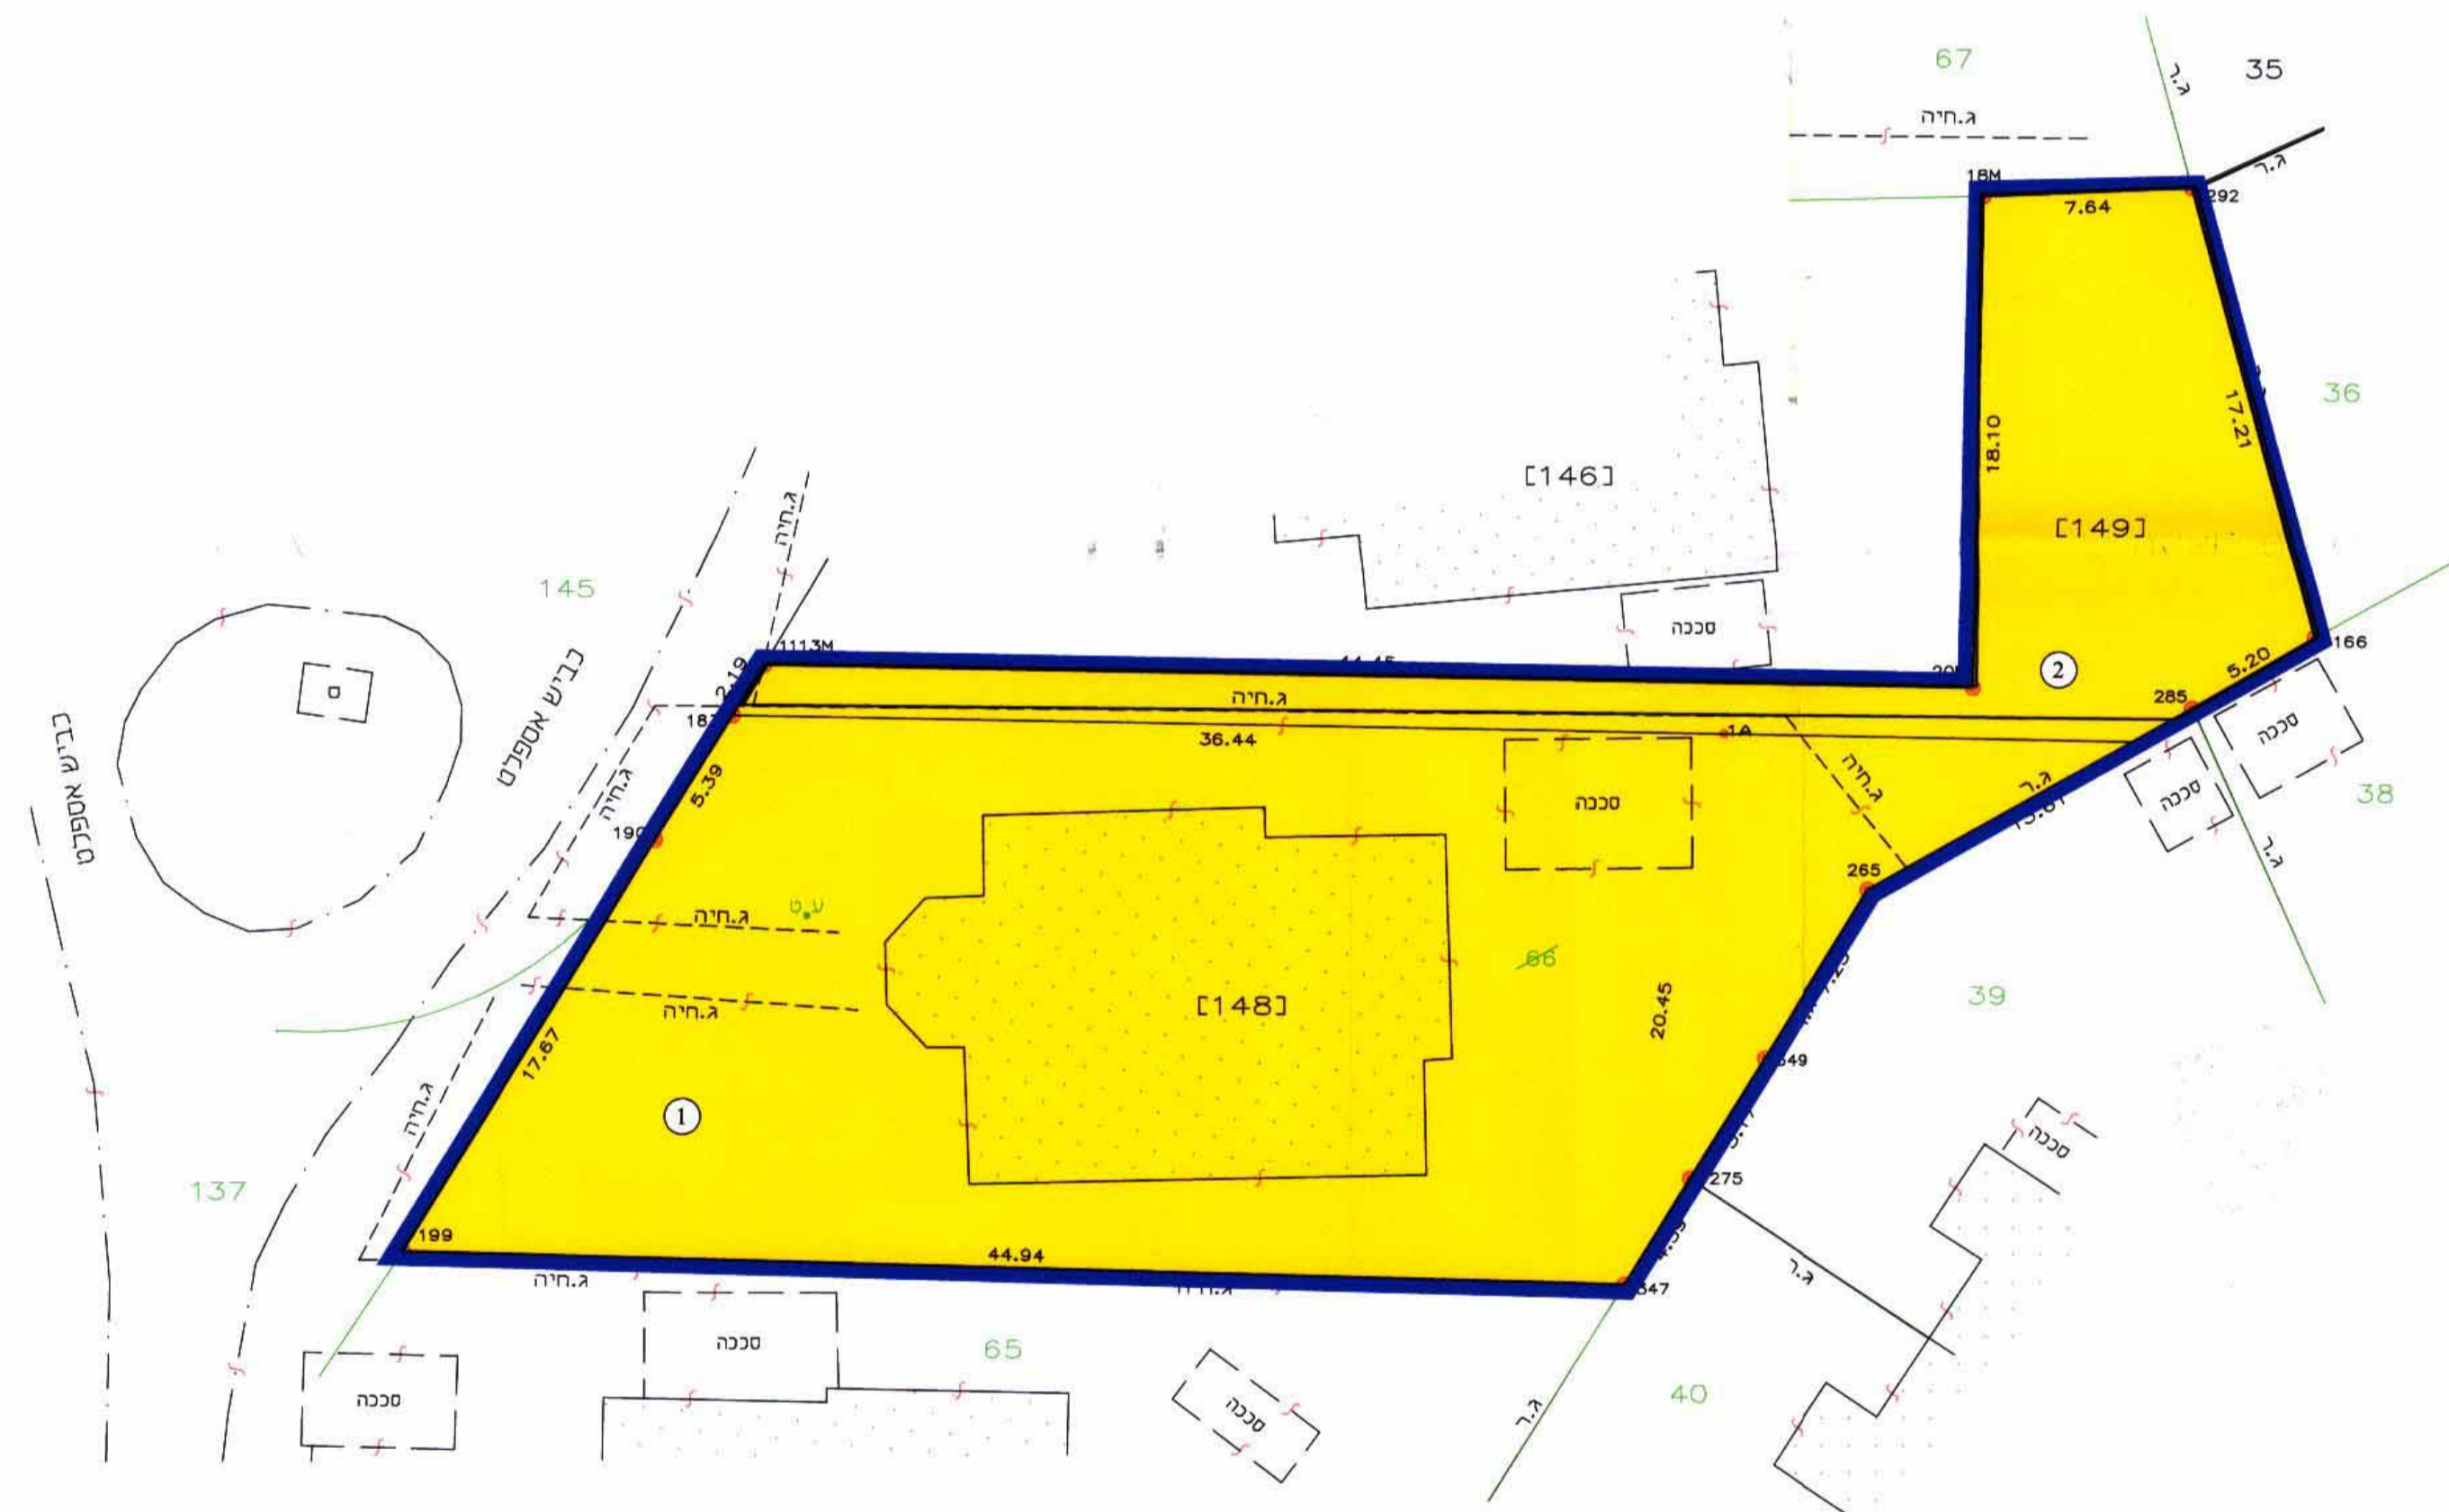 67
35
ג.ר
ג.חיה
ג.ר
18M
292
7.64
36
17.21
18.10
[146]
[149]
ג.חיה
145
כביש אספלט
כביש אספלט
ס
סככה
1113M
2.19
ג.חיה
2
5.20
166
285
36.44
1A
5.39
ג.חיה
190
ג.חיה
סככה
ג.ר
סככה
סככה
38
ג.ר
265
ג.חיה
ע.ט
66
[148]
20.45
39
ג.חיה
17.67
ג.חיה
1
275
סככה
137
199
44.94
ג.חיה
ג.ר
סככה
65
סככה
סככה
40
ג.ר